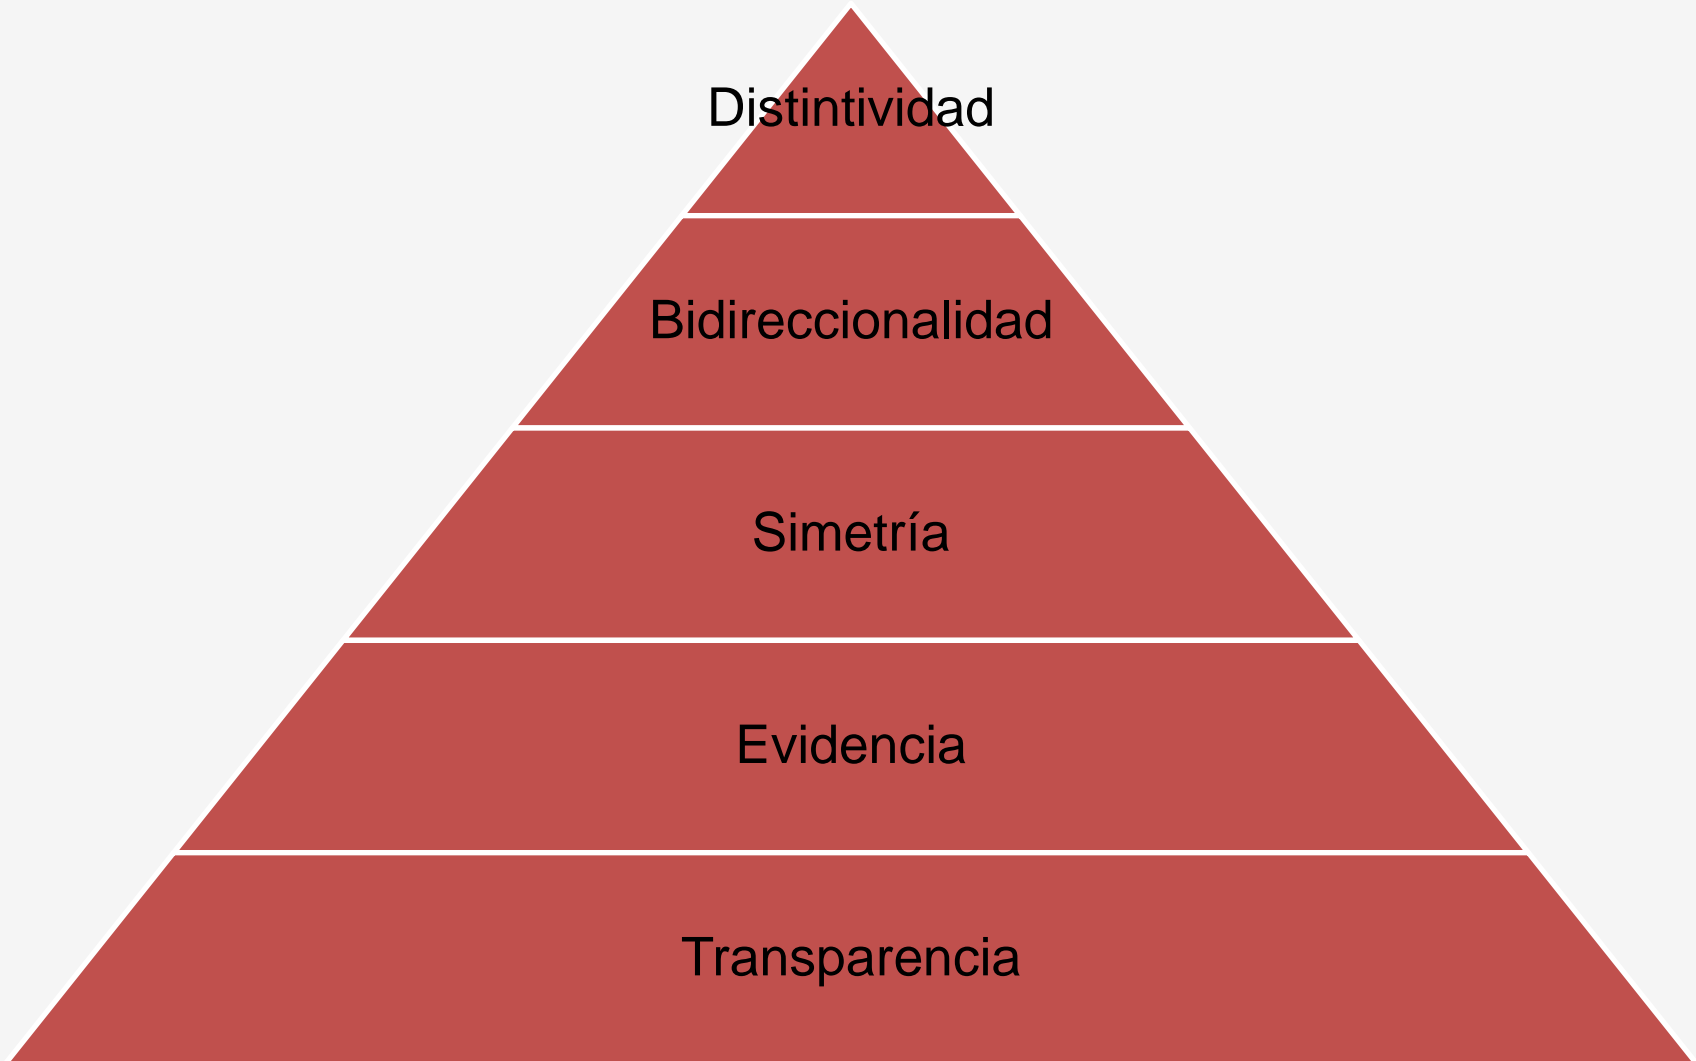 Distintividad
Bidireccionalidad
Simetría
Evidencia
Transparencia